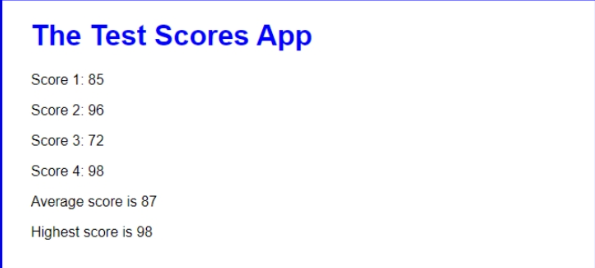 The Test Scores App
Score 1: 85
Score 2: 96
Score 3: 72
Score 4: 98
Average score is 87
Highest score is 98